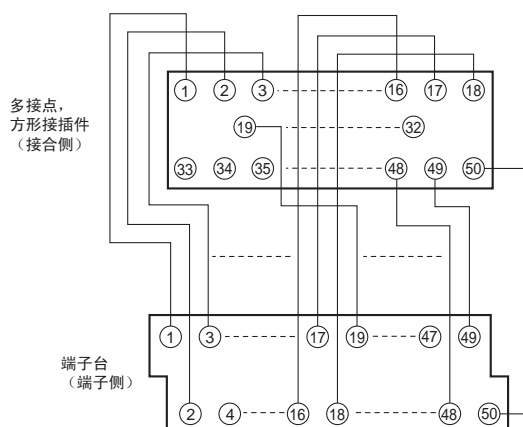 ① ② ③ ⑯ ⑰ ⑱
多接点，
方形接插件
（接合侧）
⑲ ㉜
㉝ ㉞ ㉟ ㊽ ㊾ ㊿
① ③ ⑰ ⑲ ㊼ ㊾
端子台
（端子侧）
② ④ ⑯ ⑱ ㊽ ㊿